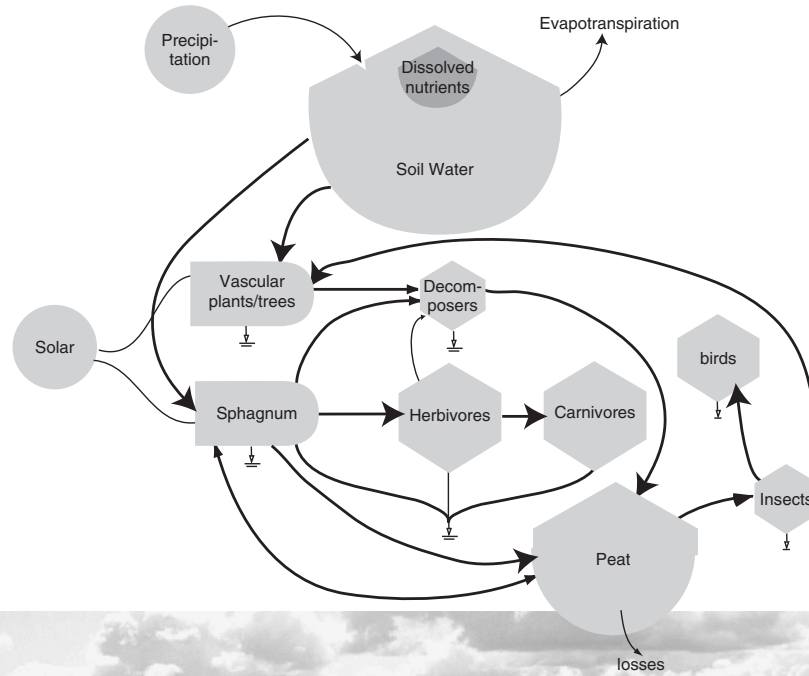 Precipi-
tation
Evapotranspiration
Dissolved
nutrients
Soil Water
Vascular
plants/trees
Decom-
posers
Solar
birds
Sphagnum
Herbivores
Carnivores
Insects
Peat
losses